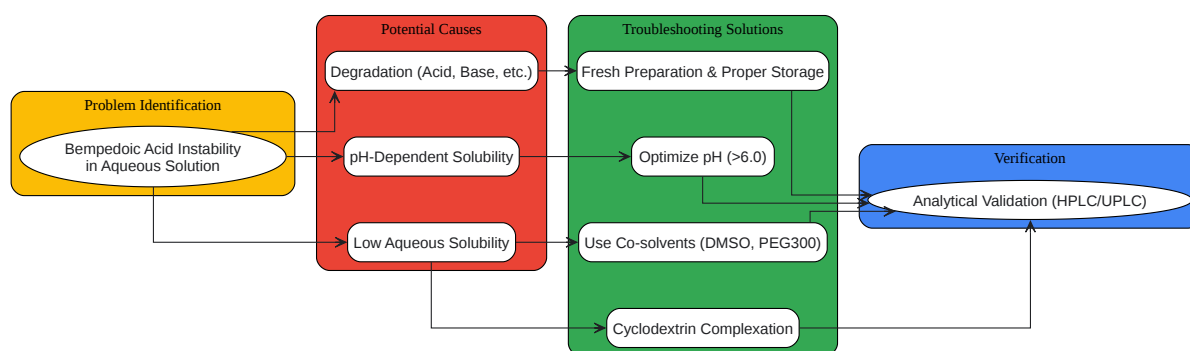 Problem Identification
Bempedoic Acid Instability
in Aqueous Solution
Potential Causes
Degradation (Acid, Base, etc.)
pH-Dependent Solubility
Low Aqueous Solubility
Troubleshooting Solutions
Fresh Preparation & Proper Storage
Optimize pH (>6.0)
Use Co-solvents (DMSO, PEG300)
Cyclodextrin Complexation
Verification
Analytical Validation (HPLC/UPLC)